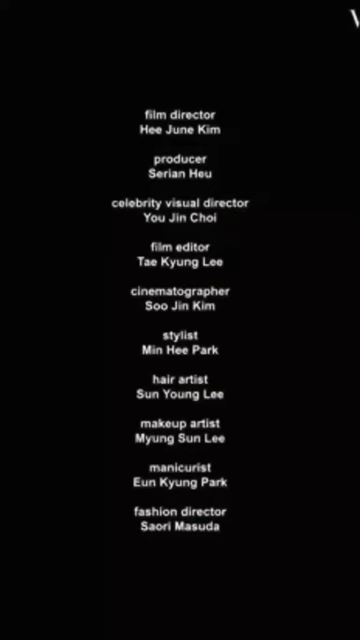 film director
Hee June Kim
producer
Serian Heu
celebrity visual director
You Jin Choi
film editor
Tae Kyung Lee
cinematographer
Soo Jin Kim
stylist
Min Hee Park
hair artist
Sun Young Lee
makeup artist
Myung Sun Lee
manicurist
Eun Kyung Park
fashion director
Saori Masuda